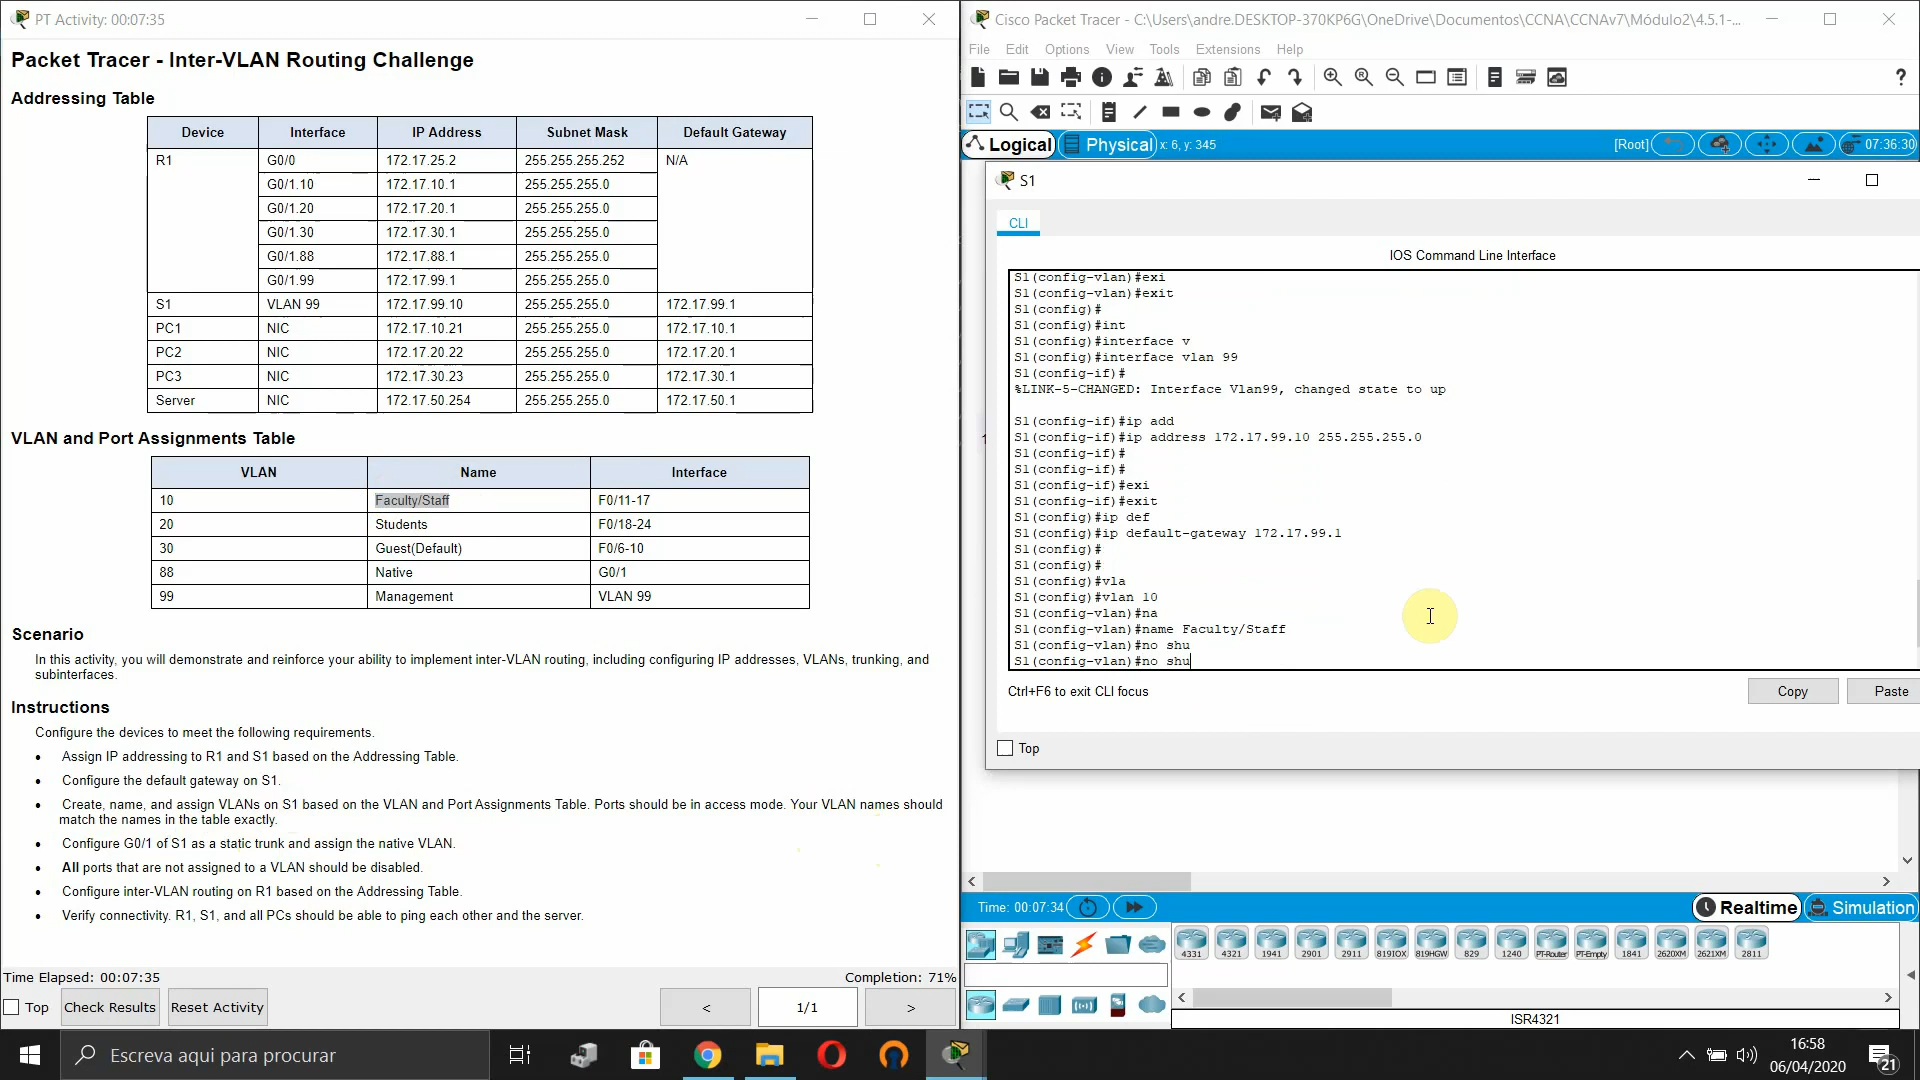 PT Activity: 00:07:35
Packet Tracer - Inter-VLAN Routing Challenge
Addressing Table
Device Interface IP Address Subnet Mask Default Gateway
R1 G0/0 172.17.25.2 255.255.255.252 N/A
G0/1.10 172.17.10.1 255.255.255.0
G0/1.20 172.17.20.1 255.255.255.0
G0/1.30 172.17.30.1 255.255.255.0
G0/1.88 172.17.88.1 255.255.255.0
G0/1.99 172.17.99.1 255.255.255.0
S1 VLAN 99 172.17.99.10 255.255.255.0 172.17.99.1
PC1 NIC 172.17.10.21 255.255.255.0 172.17.10.1
PC2 NIC 172.17.20.22 255.255.255.0 172.17.20.1
PC3 NIC 172.17.30.23 255.255.255.0 172.17.30.1
Server NIC 172.17.50.254 255.255.255.0 172.17.50.1
VLAN and Port Assignments Table
VLAN Name Interface
10 Faculty/Staff F0/11-17
20 Students F0/18-24
30 Guest(Default) F0/6-10
88 Native G0/1
99 Management VLAN 99
Scenario
In this activity, you will demonstrate and reinforce your ability to implement inter-VLAN routing, including configuring IP addresses, VLANs, trunking, and
subinterfaces.
Instructions
Configure the devices to meet the following requirements.
• Assign IP addressing to R1 and S1 based on the Addressing Table.
• Configure the default gateway on S1.
• Create, name, and assign VLANs on S1 based on the VLAN and Port Assignments Table. Ports should be in access mode. Your VLAN names should
match the names in the table exactly.
• Configure G0/1 of S1 as a static trunk and assign the native VLAN.
• All ports that are not assigned to a VLAN should be disabled.
• Configure inter-VLAN routing on R1 based on the Addressing Table.
• Verify connectivity. R1, S1, and all PCs should be able to ping each other and the server.
Time Elapsed: 00:07:35 Completion: 71%
Top Check Results Reset Activity < 1/1 >
Cisco Packet Tracer - C:\Users\andre.DESKTOP-370KP6G\OneDrive\Documentos\CCNA\CCNAv7\Módulo2\4.5.1-...
File Edit Options View Tools Extensions Help
?
Logical Physical x: 6, y: 345 [Root] 07:36:30
S1
CLI
IOS Command Line Interface
S1(config-vlan)#exi
S1(config-vlan)#exit
S1(config)#
S1(config)#int
S1(config)#interface v
S1(config)#interface vlan 99
S1(config-if)#
%LINK-5-CHANGED: Interface Vlan99, changed state to up
S1(config-if)#ip add
S1(config-if)#ip address 172.17.99.10 255.255.255.0
S1(config-if)#
S1(config-if)#
S1(config-if)#exi
S1(config-if)#exit
S1(config)#ip def
S1(config)#ip default-gateway 172.17.99.1
S1(config)#
S1(config)#
S1(config)#vla
S1(config)#vlan 10
S1(config-vlan)#na
S1(config-vlan)#name Faculty/Staff
S1(config-vlan)#no shu
S1(config-vlan)#no shu
Ctrl+F6 to exit CLI focus Copy Paste
Top
Time: 00:07:34 Realtime Simulation
4331 4321 1941 2901 2911 819IOX 819HGW 829 1240 PT-Router PT-Empty 1841 2620XM 2621XM 2811
ISR4321
Escreva aqui para procurar
16:58
06/04/2020
21